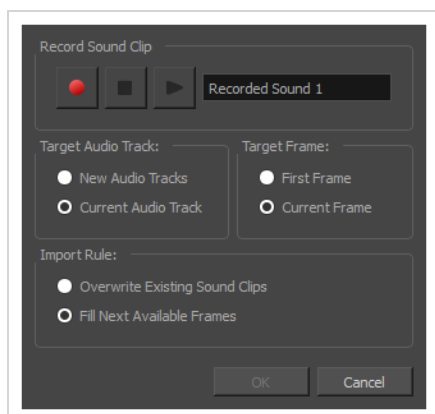 Record Sound Clip
Recorded Sound 1
Target Audio Track:
New Audio Tracks
Current Audio Track
Target Frame:
First Frame
Current Frame
Import Rule:
Overwrite Existing Sound Clips
Fill Next Available Frames
OK Cancel